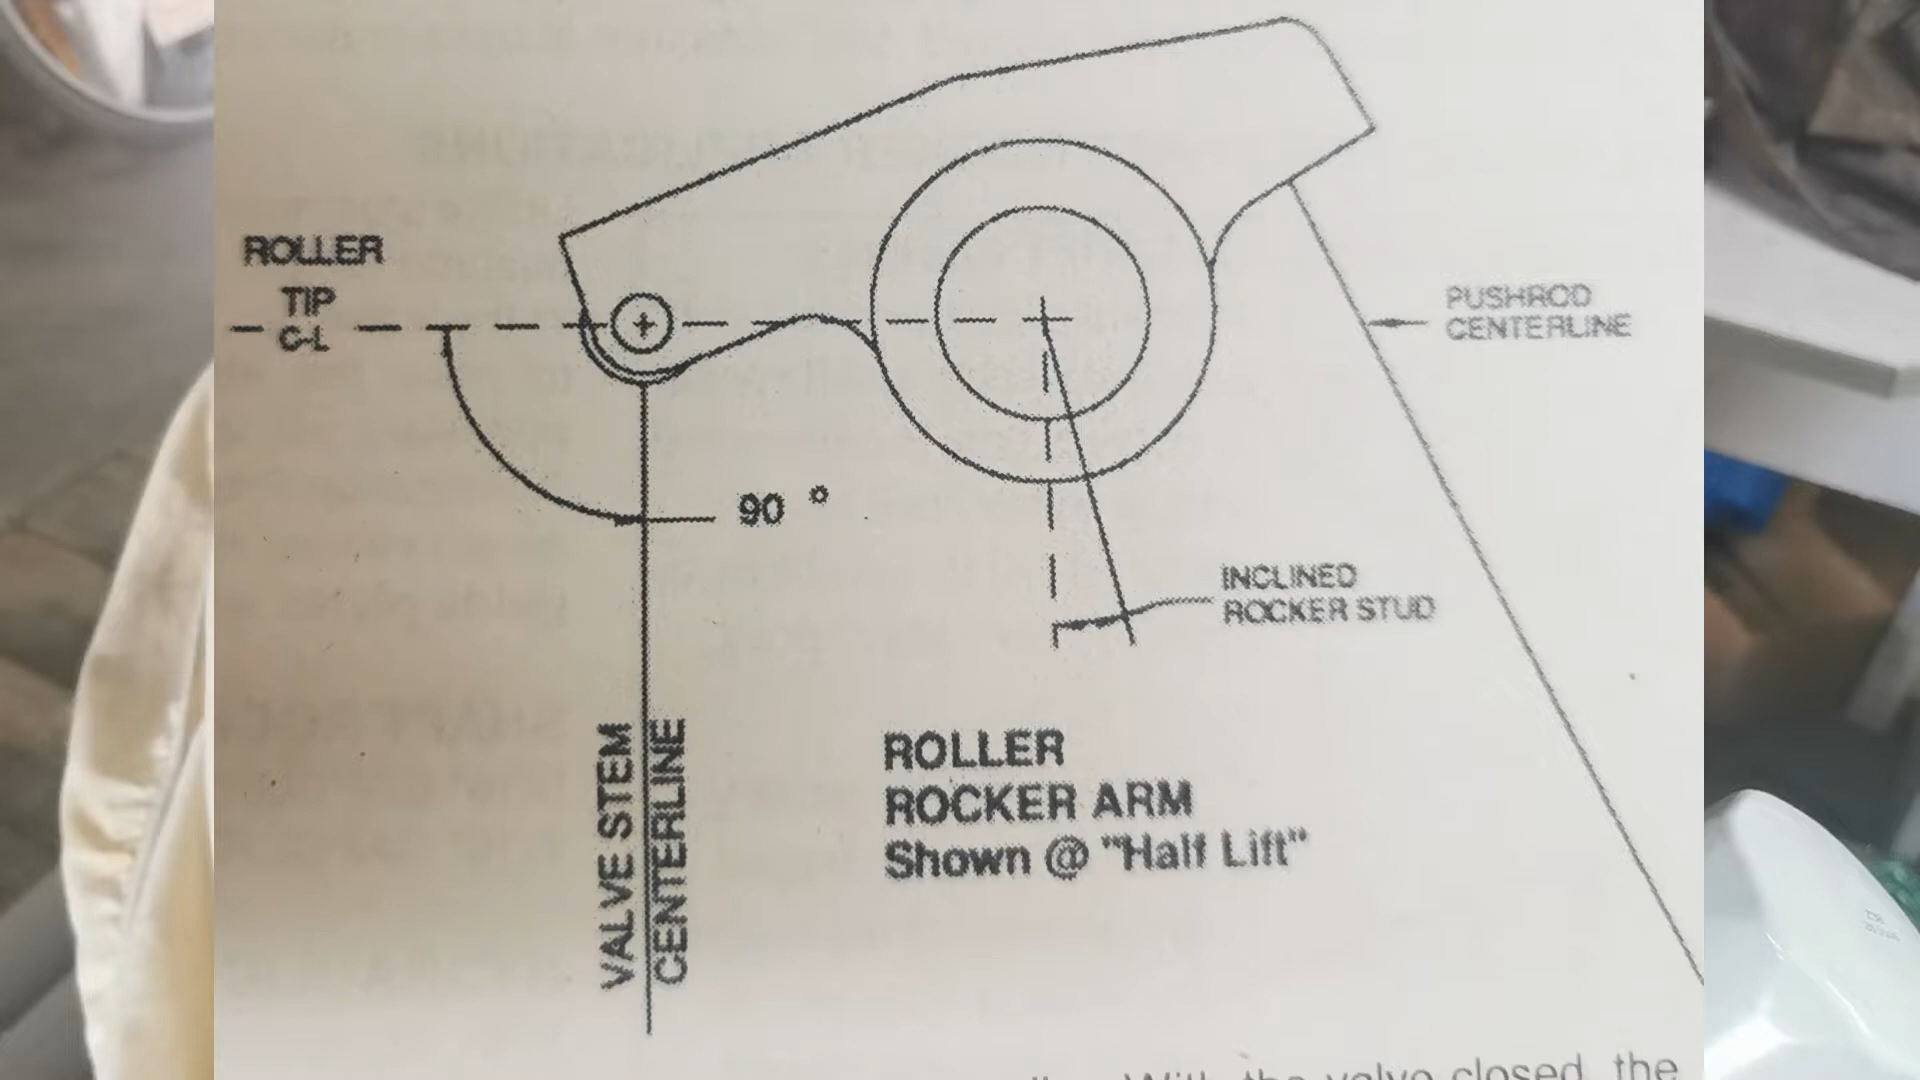 ROLLER
TIP
C-L
PUSHROD
CENTERLINE
90 °
INCLINED
ROCKER STUD
VALVE STEM
CENTERLINE
ROLLER
ROCKER ARM
Shown @ "Half Lift"
With the valve closed, the